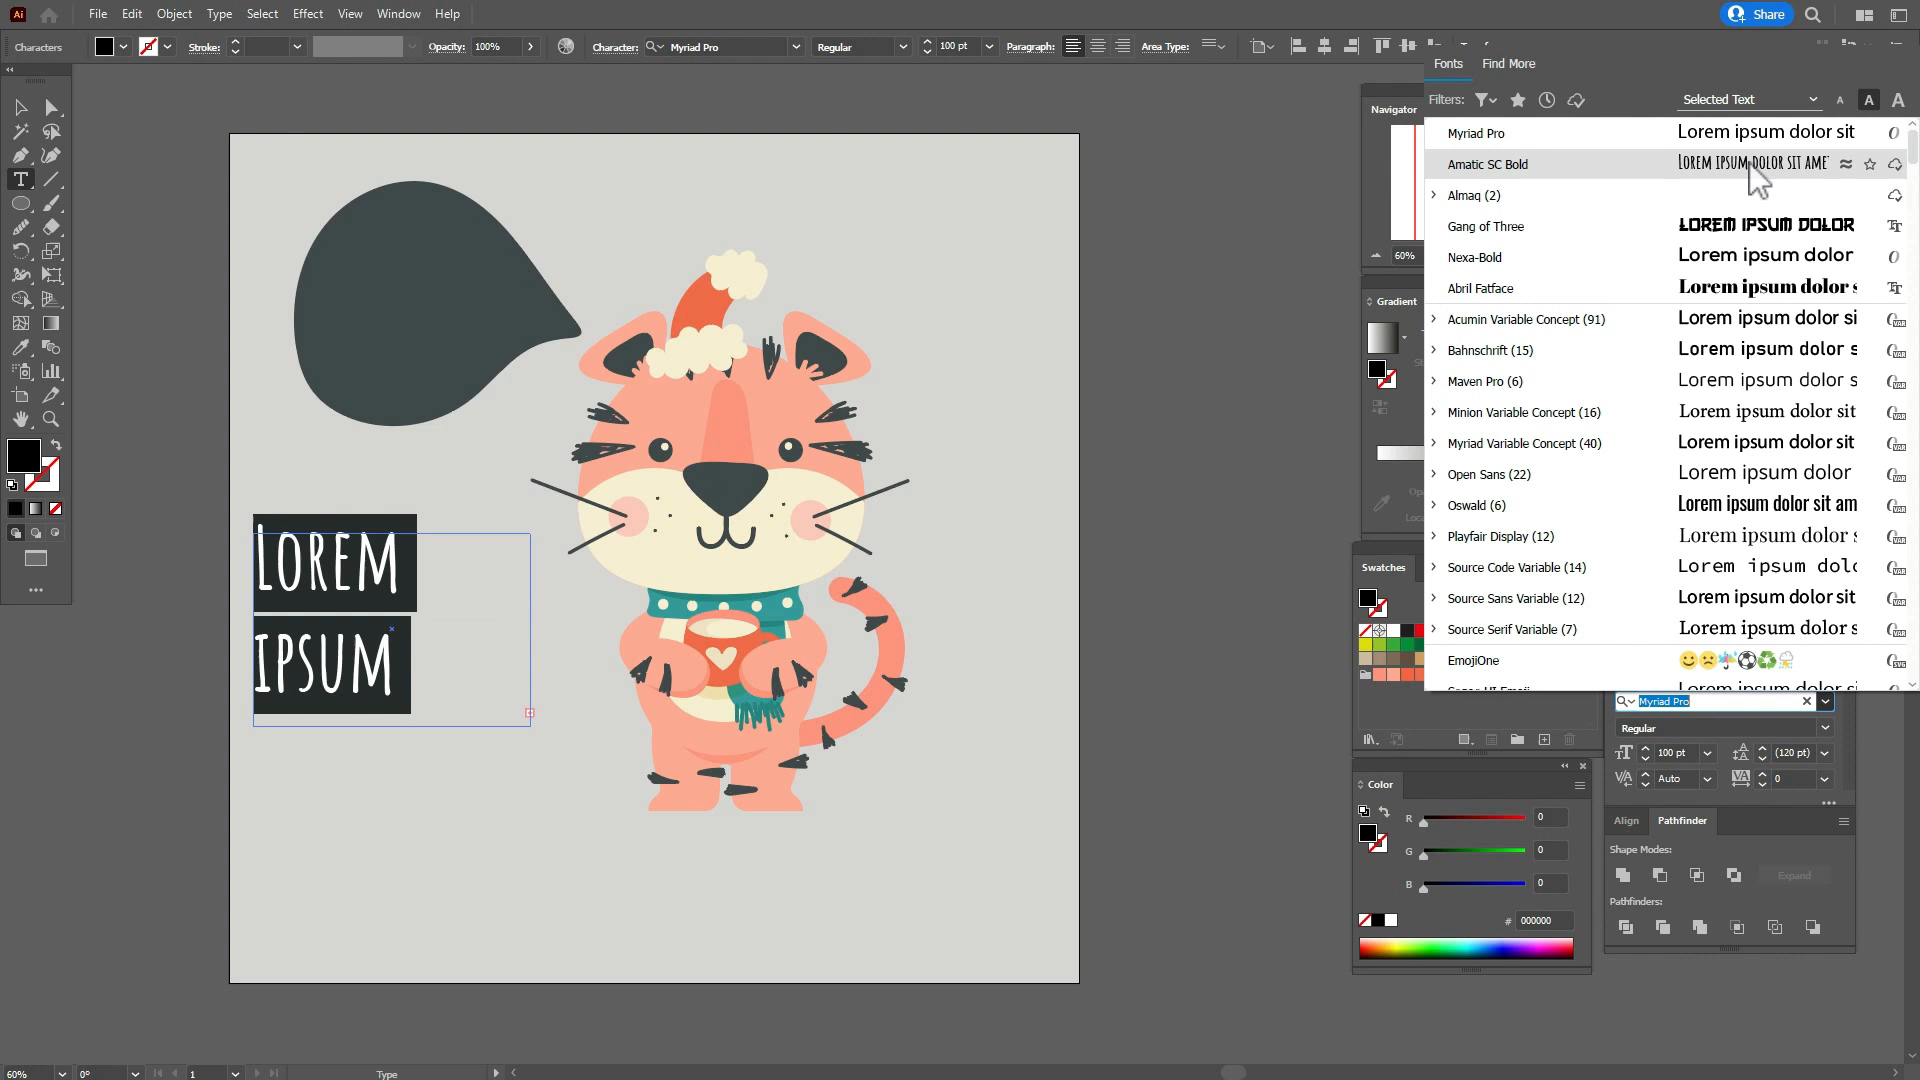 Ai File Edit Object Type Select Effect View Window Help Share
Characters Stroke: Opacity: 100% Character: Myriad Pro Regular 100 pt Paragraph: Area Type:
Fonts Find More
Filters: Selected Text A A A
Navigator
60%
Gradient
Swatches
Myriad Pro Lorem ipsum dolor sit
Amatic SC Bold Lorem ipsum dolor sit ame
Almaq (2)
Gang of Three Lorem ipsum dolor
Nexa-Bold Lorem ipsum dolor
Abril Fatface Lorem ipsum dolor s
Acumin Variable Concept (91) Lorem ipsum dolor si
Bahnschrift (15) Lorem ipsum dolor s
Maven Pro (6) Lorem ipsum dolor s
Minion Variable Concept (16) Lorem ipsum dolor sit
Myriad Variable Concept (40) Lorem ipsum dolor sit
Open Sans (22) Lorem ipsum dolor
Oswald (6) Lorem ipsum dolor sit am
Playfair Display (12) Lorem ipsum dolor s
Source Code Variable (14) Lorem ipsum dolo
Source Sans Variable (12) Lorem ipsum dolor sit
Source Serif Variable (7) Lorem ipsum dolor s
EmojiOne
Lorem
ipsum
Myriad Pro
Regular
100 pt (120 pt)
Auto 0
Color
R 0
G 0
B 0
# 000000
Align Pathfinder
Shape Modes:
Expand
Pathfinders:
60% 0° 1 Type